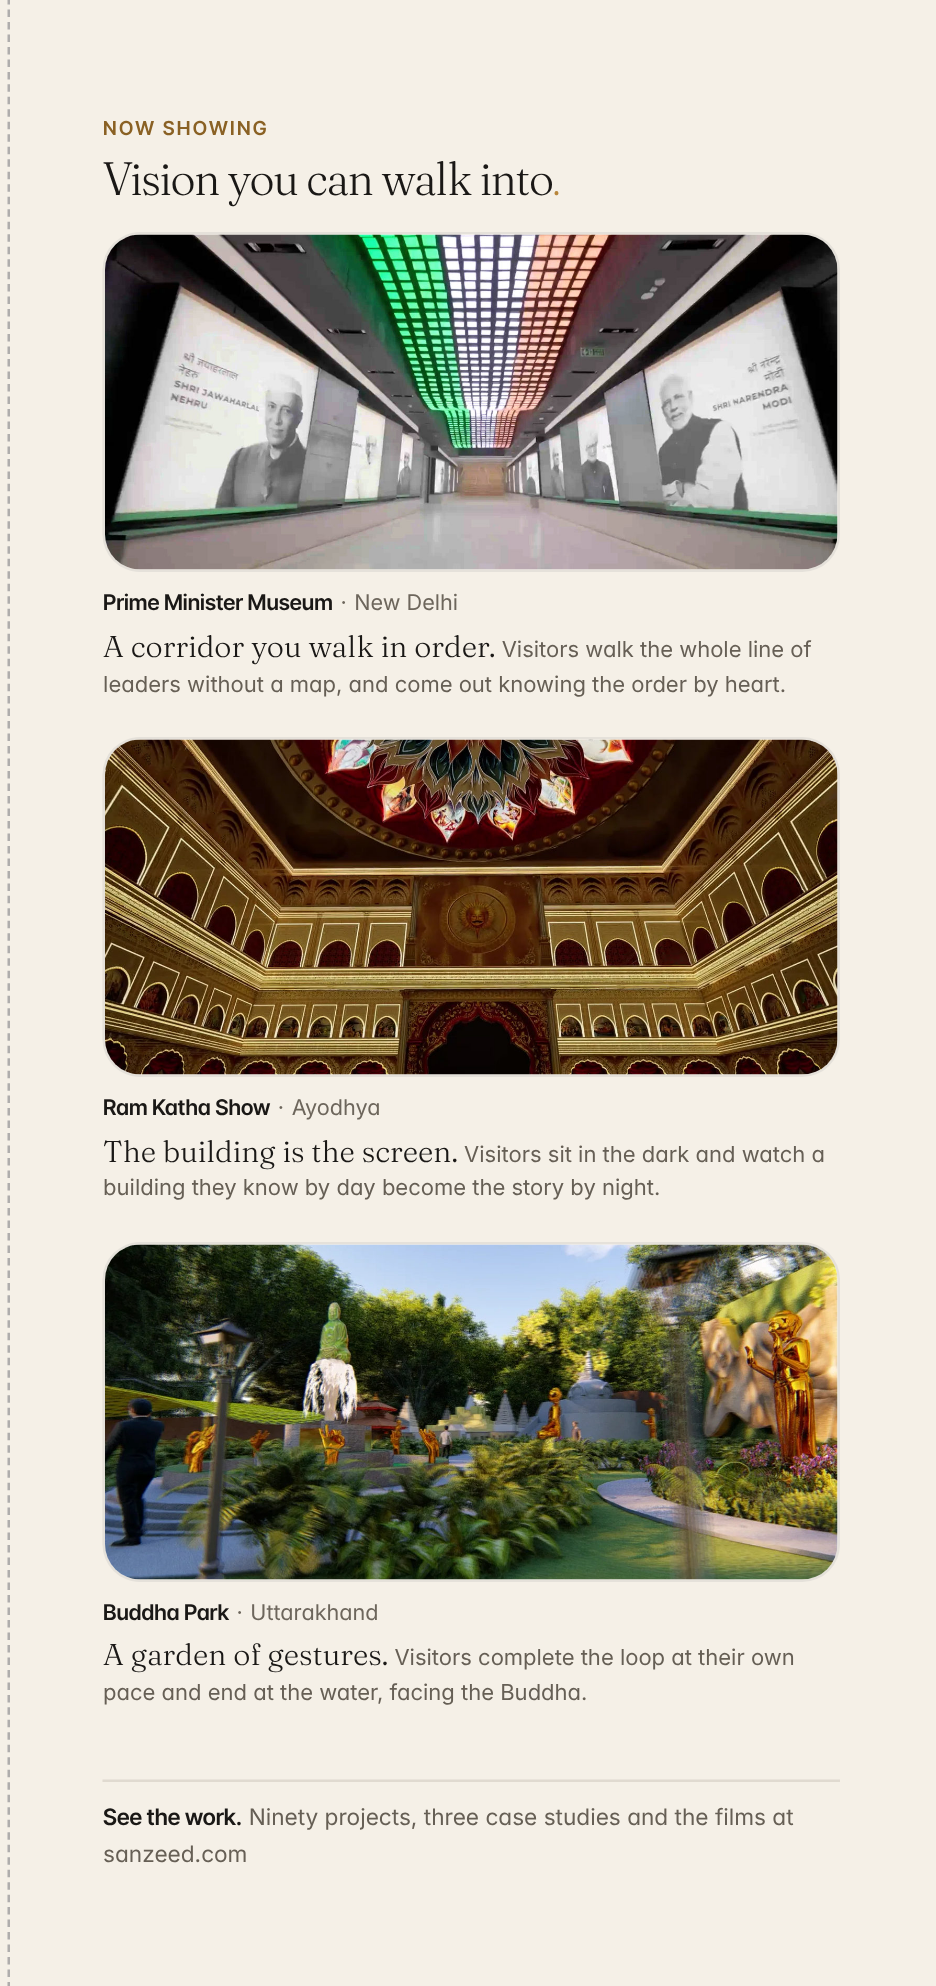 NOW SHOWING
Vision you can walk into.
श्री जवाहरलाल
नेहरू
SHRI JAWAHARLAL
NEHRU
श्री नरेन्द्र
मोदी
SHRI NARENDRA
MODI
Prime Minister Museum · New Delhi
A corridor you walk in order. Visitors walk the whole line of
leaders without a map, and come out knowing the order by heart.
Ram Katha Show · Ayodhya
The building is the screen. Visitors sit in the dark and watch a
building they know by day become the story by night.
Buddha Park · Uttarakhand
A garden of gestures. Visitors complete the loop at their own
pace and end at the water, facing the Buddha.
See the work. Ninety projects, three case studies and the films at
sanzeed.com